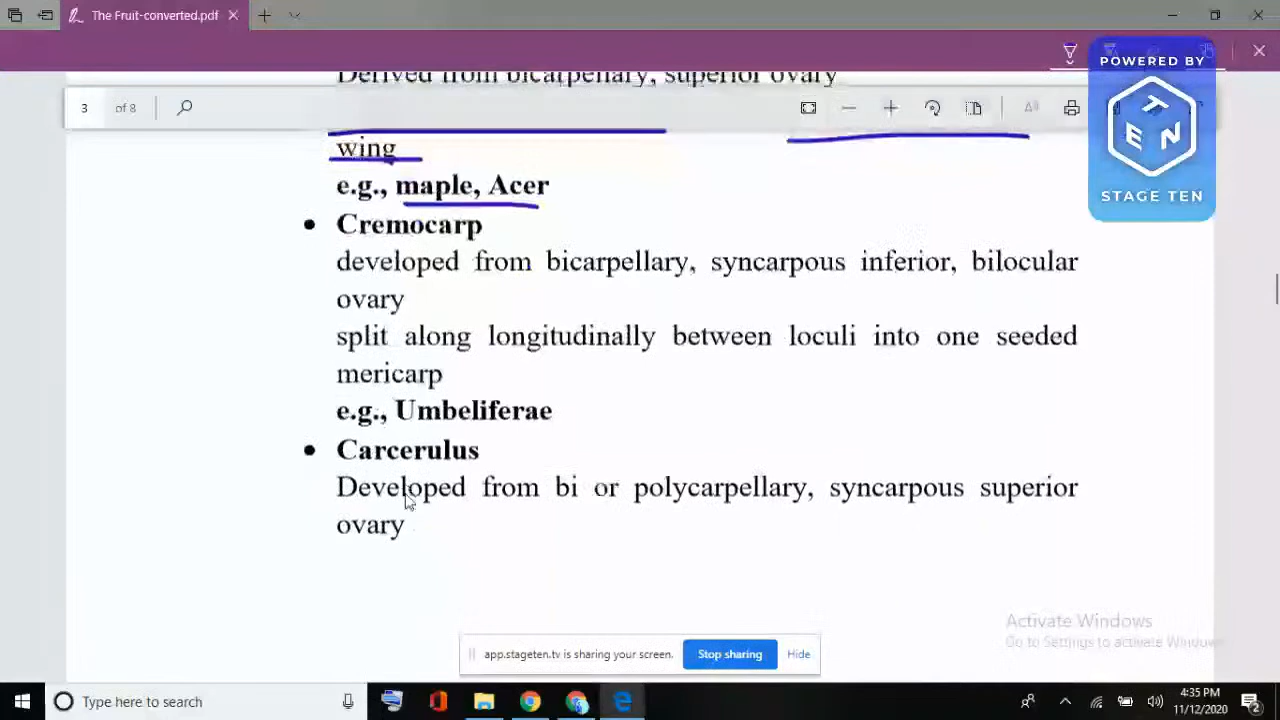 The Fruit-converted.pdf
Derived from bicarpellary, superior ovary
3 of 8
POWERED BY
TEN
STAGE TEN
wing
e.g., maple, Acer
Cremocarp
developed from bicarpellary, syncarpous inferior, bilocular
ovary
split along longitudinally between loculi into one seeded
mericarp
e.g., Umbeliferae
Carcerulus
Developed from bi or polycarpellary, syncarpous superior
ovary
Activate Windows
Go to Settings to activate Windows
app.stageten.tv is sharing your screen.
Stop sharing
Hide
Type here to search
4:35 PM
11/12/2020
2